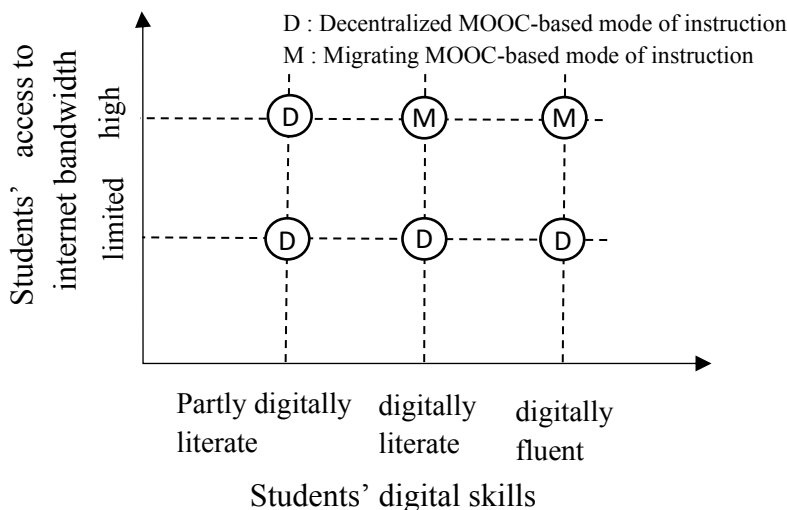 D : Decentralized MOOC-based mode of instruction
M : Migrating MOOC-based mode of instruction
Students’ access to
internet bandwidth
high
limited
D
M
M
D
D
D
Partly digitally
literate
digitally
literate
digitally
fluent
Students’ digital skills